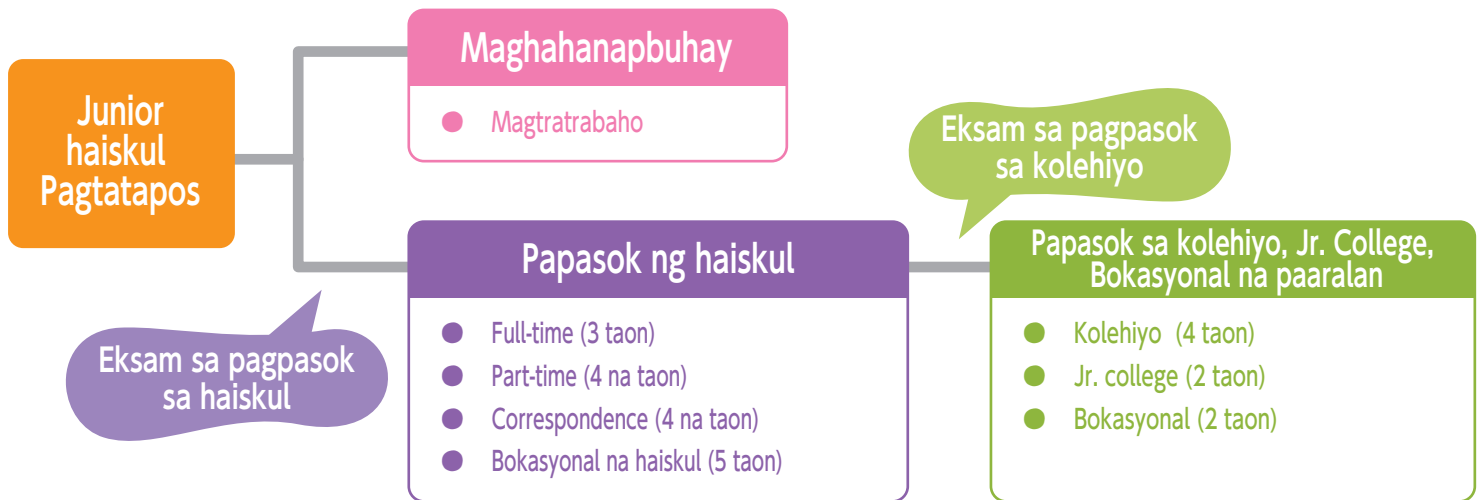 Junior
haiskul
Pagtatapos
Maghahanapbuhay
● Magtratrabaho
Eksam sa pagpasok
sa haiskul
Papasok ng haiskul
● Full-time (3 taon)
● Part-time (4 na taon)
● Correspondence (4 na taon)
● Bokasyonal na haiskul (5 taon)
Eksam sa pagpasok
sa kolehiyo
Papasok sa kolehiyo, Jr. College,
Bokasyonal na paaralan
● Kolehiyo (4 taon)
● Jr. college (2 taon)
● Bokasyonal (2 taon)